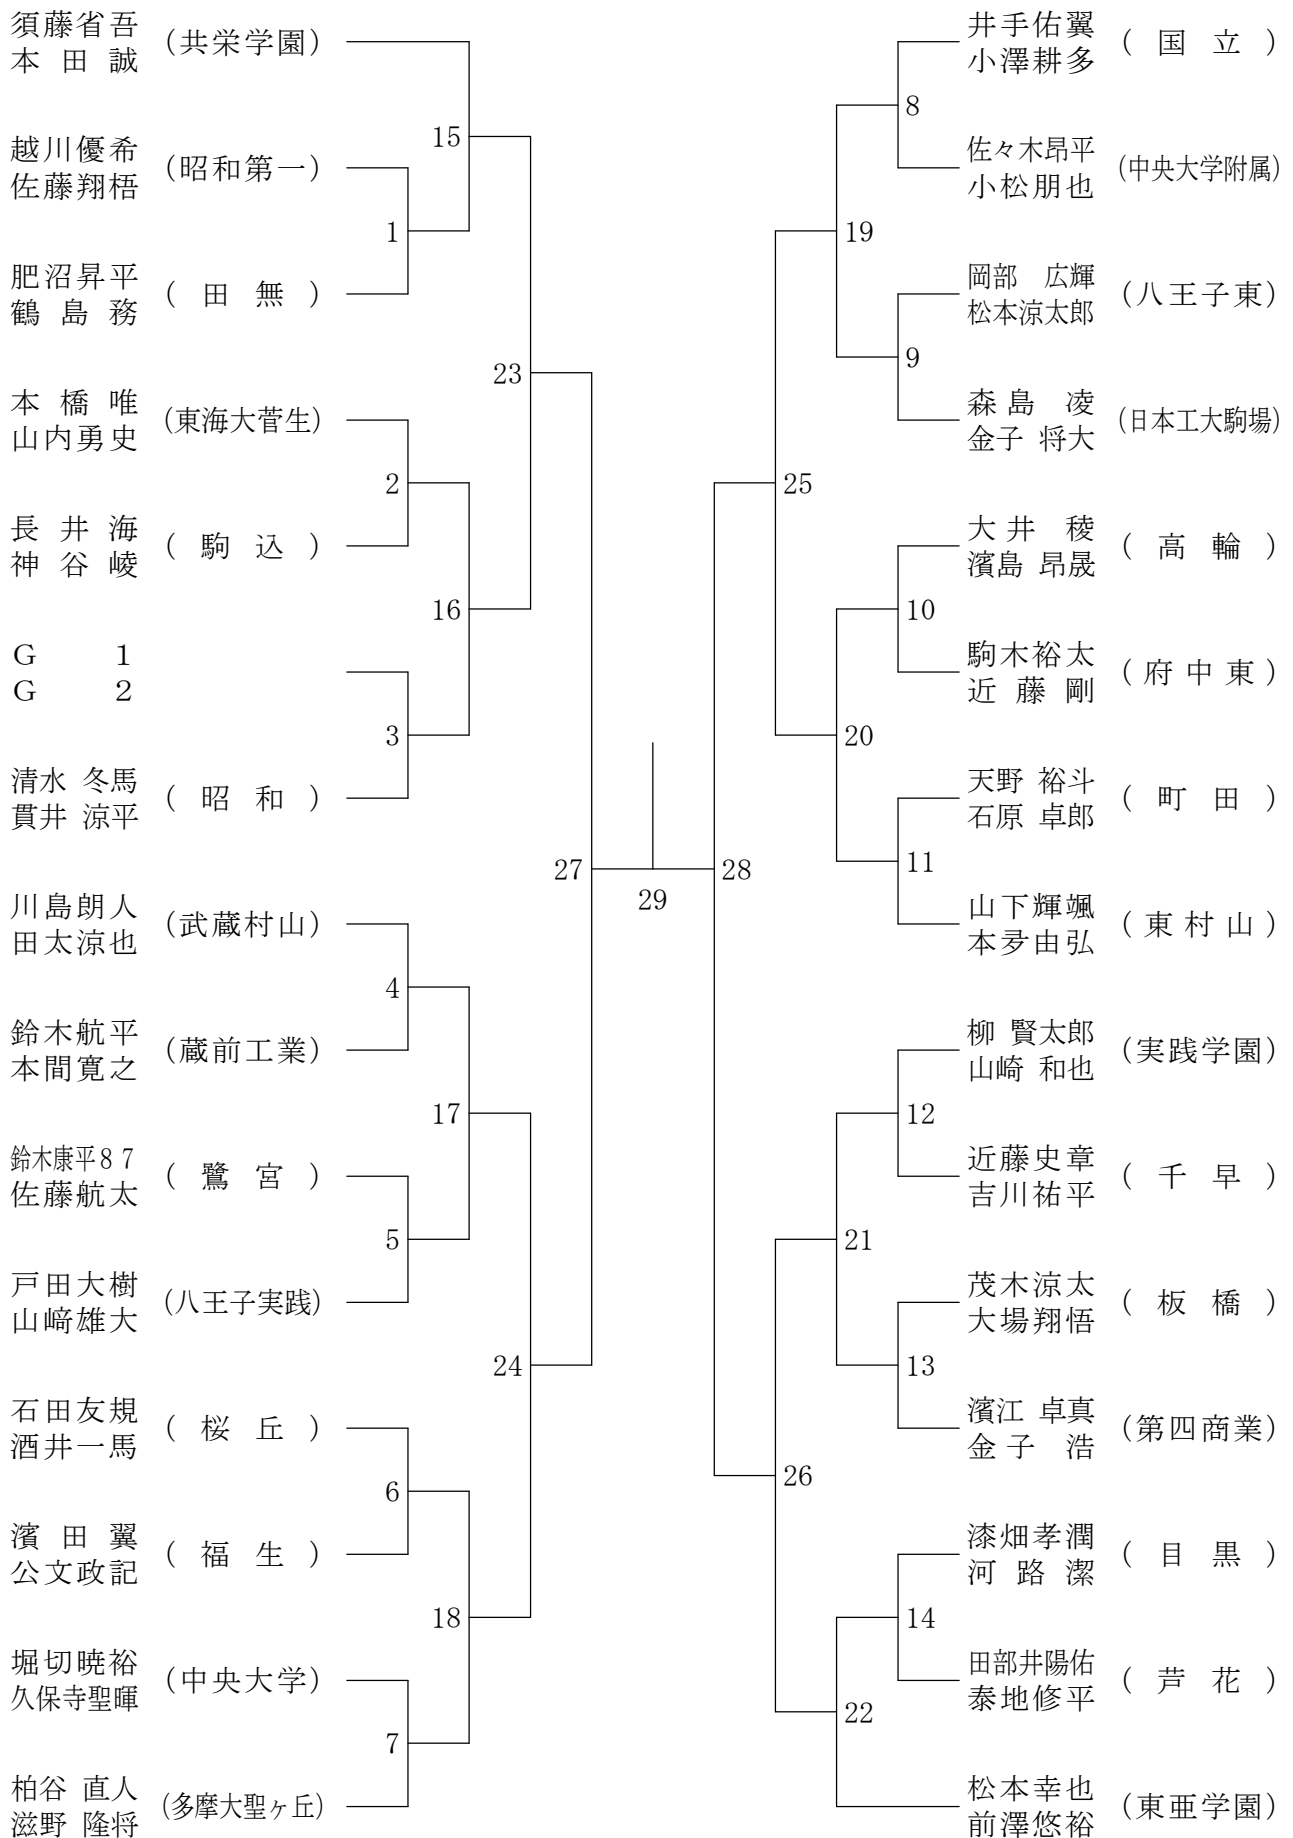 須藤省吾
本田誠
(共栄学園)
15
越川優希
佐藤翔梧
(昭和第一)
1
肥沼昇平
鶴島務
(田無)
23
本橋唯
山内勇史
(東海大菅生)
2
長井海
神谷崚
(駒込)
16
G 1
G 2
3
清水 冬馬
貫井 涼平
(昭和)
27
川島朗人
田太涼也
(武蔵村山)
4
鈴木航平
本間寛之
(蔵前工業)
17
鈴木康平87
佐藤航太
(鷺宮)
5
戸田大樹
山﨑雄大
(八王子実践)
24
石田友規
酒井一馬
(桜丘)
6
濱田翼
公文政記
(福生)
18
堀切暁裕
久保寺聖暉
(中央大学)
7
柏谷 直人
滋野 隆将
(多摩大聖ヶ丘)
29
井手佑翼
小澤耕多
(国立)
8
佐々木昂平
小松朋也
(中央大学附属)
19
岡部 広輝
松本涼太郎
(八王子東)
9
森島 凌
金子 将大
(日本工大駒場)
25
大井 稜
濱島 昂晟
(高輪)
10
駒木裕太
近藤剛
(府中東)
20
天野 裕斗
石原 卓郎
(町田)
11
28
山下輝颯
本夛由弘
(東村山)
柳 賢太郎
山崎 和也
(実践学園)
12
近藤史章
吉川祐平
(千早)
21
茂木涼太
大場翔悟
(板橋)
13
濱江 卓真
金子 浩
(第四商業)
26
漆畑孝潤
河路潔
(目黒)
14
田部井陽佑
泰地修平
(芦花)
22
松本幸也
前澤悠裕
(東亜学園)